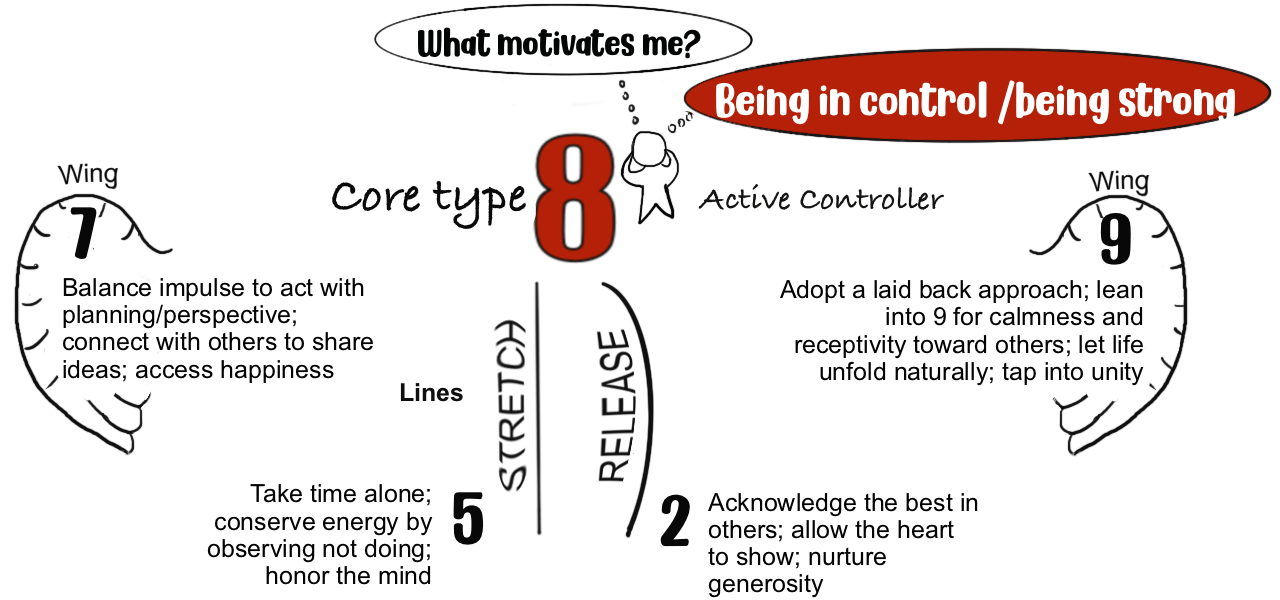 What motivates me?
Being in control /being strong
Core type 8 Active Controller
Wing
7
Balance impulse to act with
planning/perspective;
connect with others to share
ideas; access happiness
Wing
9
Adopt a laid back approach; lean
into 9 for calmness and
receptivity toward others; let life
unfold naturally; tap into unity
Lines
STRETCH
RELEASE
Take time alone;
conserve energy by
observing not doing;
honor the mind
5
2
Acknowledge the best in
others; allow the heart
to show; nurture
generosity